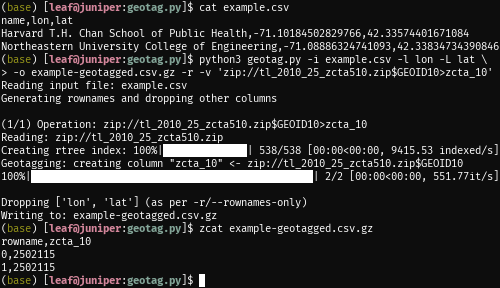 (base) [leaf@juniper:geotag.py]$ cat example.csv
name,lon,lat
Harvard T.H. Chan School of Public Health,-71.10184502829766,42.33574401671084
Northeastern University College of Engineering,-71.08886324741093,42.33834734390846
(base) [leaf@juniper:geotag.py]$ python3 geotag.py -i example.csv -l lon -L lat \
> -o example-geotagged.csv.gz -r -v 'zip://tl_2010_25_zcta510.zip$GEOID10>zcta_10'
Reading input file: example.csv
Generating rownames and dropping other columns
(1/1) Operation: zip://tl_2010_25_zcta510.zip$GEOID10>zcta_10
Reading: zip://tl_2010_25_zcta510.zip
Creating rtree index: 100%| | 538/538 [00:00<00:00, 9415.53 indexed/s]
Geotagging: creating column "zcta_10" <- zip://tl_2010_25_zcta510.zip$GEOID10
100%| | 2/2 [00:00<00:00, 551.77it/s]
Dropping ['lon', 'lat'] (as per -r/--rownames-only)
Writing to: example-geotagged.csv.gz
(base) [leaf@juniper:geotag.py]$ zcat example-geotagged.csv.gz
rowname,zcta_10
0,2502115
1,2502115
(base) [leaf@juniper:geotag.py]$